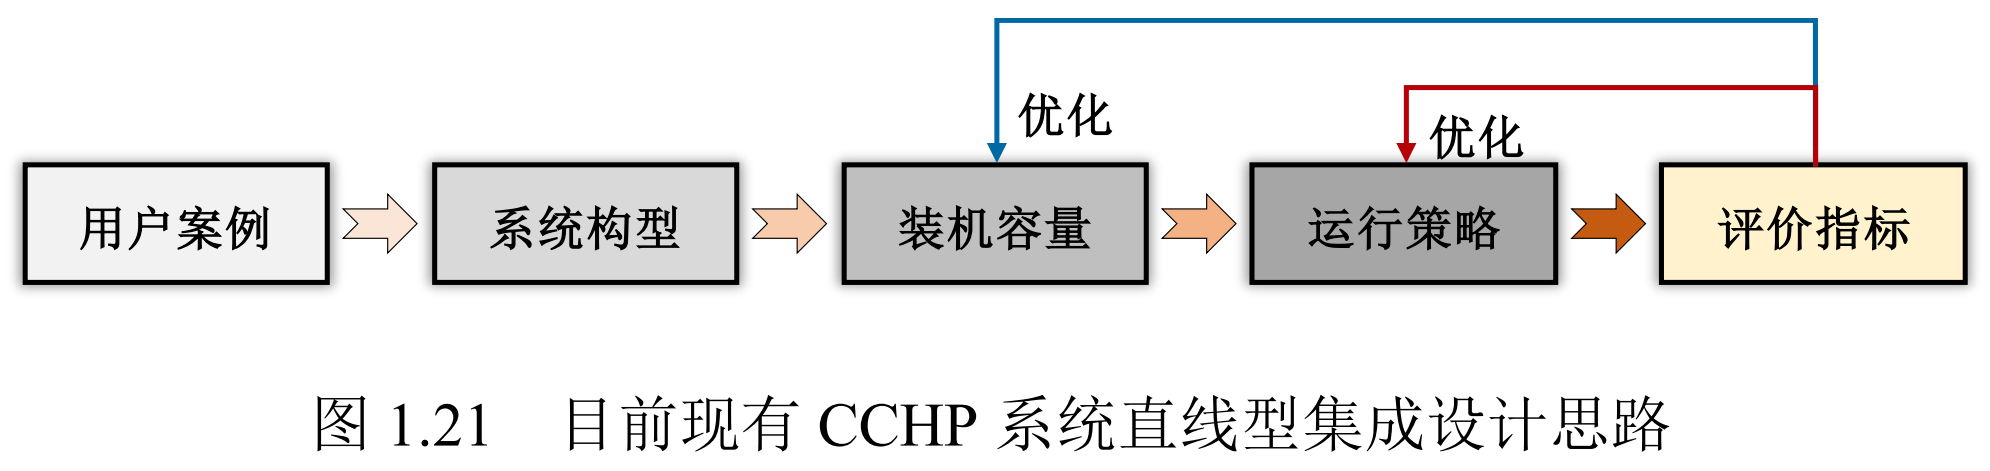 优化
优化
用户案例 系统构型 装机容量 运行策略 评价指标
图 1.21 目前现有 CCHP 系统直线型集成设计思路